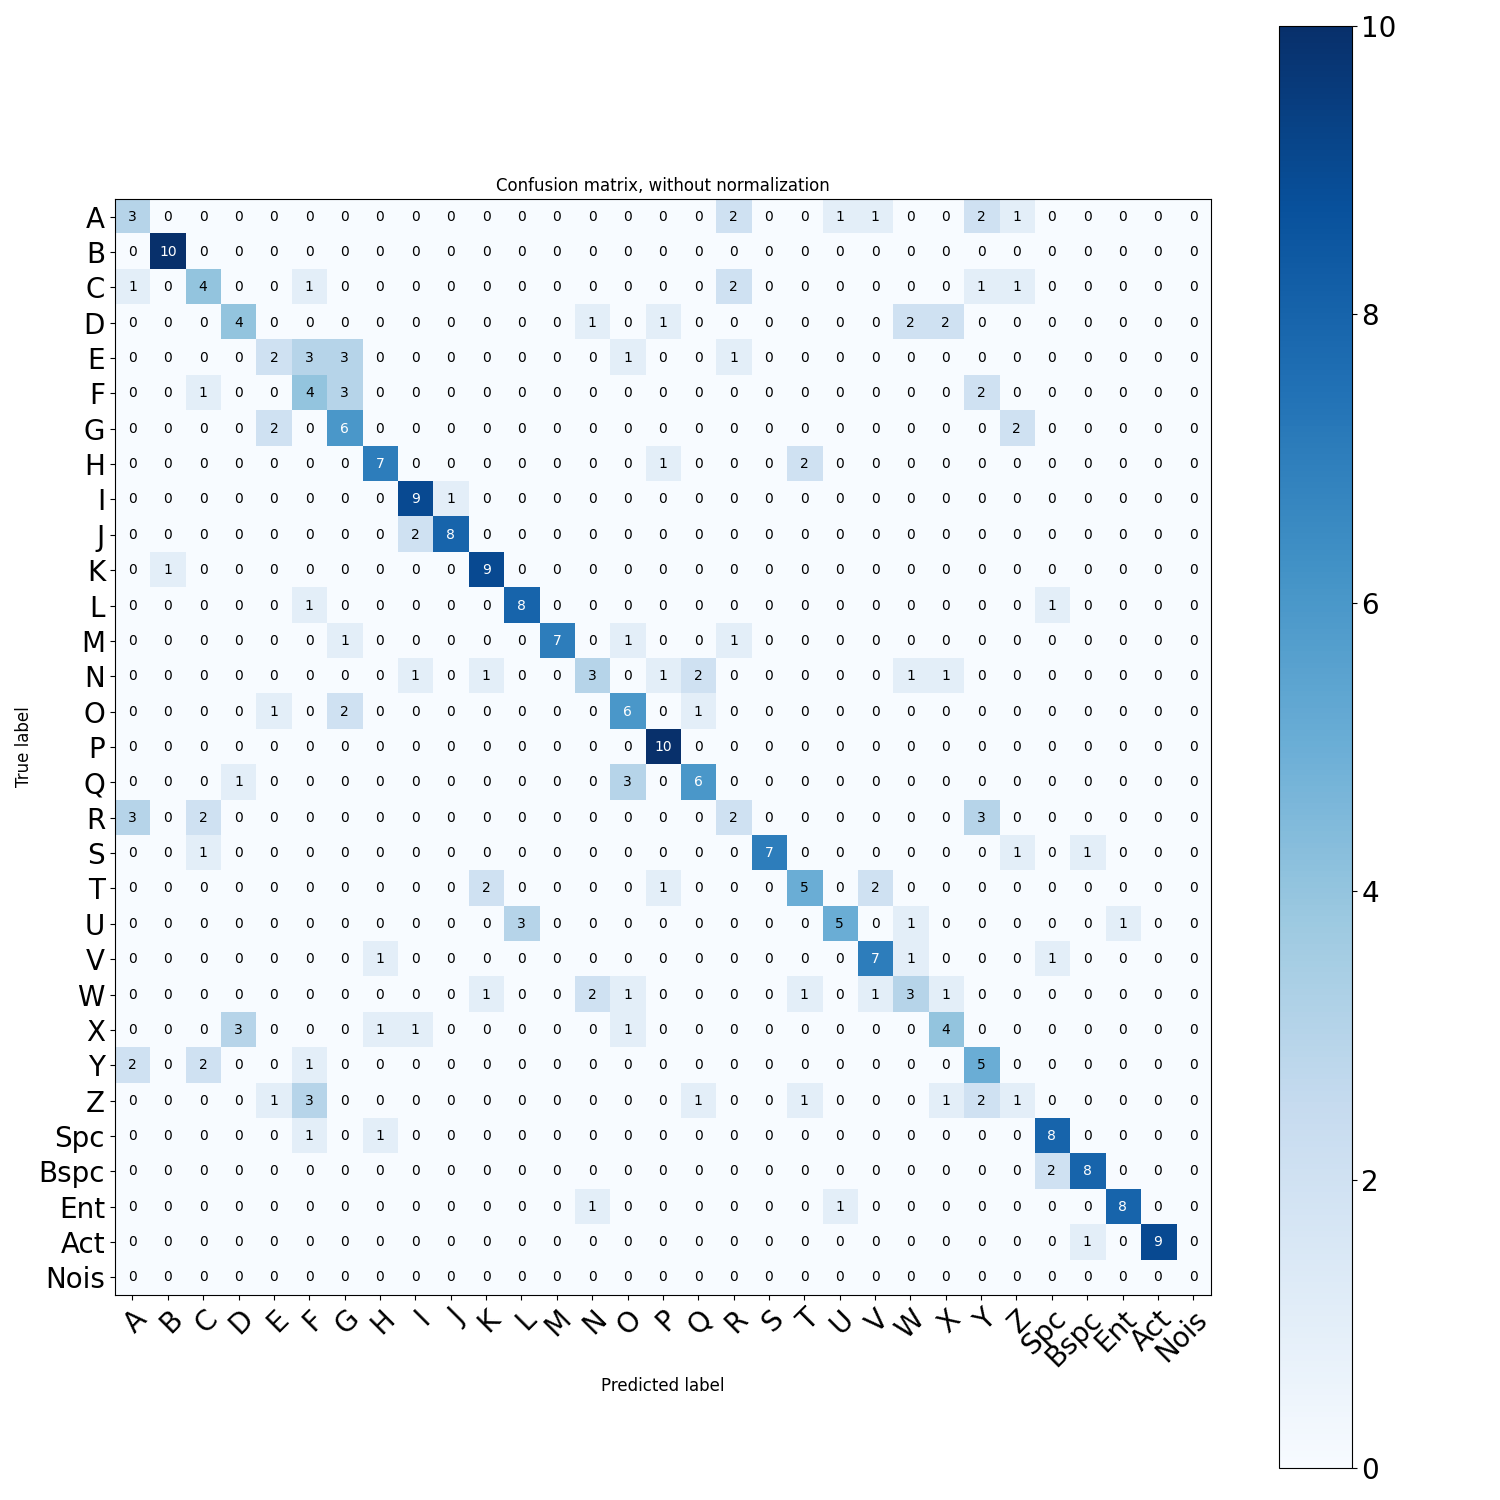 Confusion matrix, without normalization
A 3 0 0 0 0 0 0 0 0 0 0 0 0 0 0 0 0 2 0 0 1 1 0 0 2 1 0 0 0 0 0
B 0 10 0 0 0 0 0 0 0 0 0 0 0 0 0 0 0 0 0 0 0 0 0 0 0 0 0 0 0 0 0
C 1 0 4 0 0 1 0 0 0 0 0 0 0 0 0 0 0 2 0 0 0 0 0 0 1 1 0 0 0 0 0
D 0 0 0 4 0 0 0 0 0 0 0 0 0 1 0 1 0 0 0 0 0 0 2 2 0 0 0 0 0 0 0
E 0 0 0 0 2 3 3 0 0 0 0 0 0 0 1 0 0 1 0 0 0 0 0 0 0 0 0 0 0 0 0
F 0 0 1 0 0 4 3 0 0 0 0 0 0 0 0 0 0 0 0 0 0 0 0 0 2 0 0 0 0 0 0
G 0 0 0 0 2 0 6 0 0 0 0 0 0 0 0 0 0 0 0 0 0 0 0 0 0 2 0 0 0 0 0
H 0 0 0 0 0 0 0 7 0 0 0 0 0 0 0 1 0 0 0 2 0 0 0 0 0 0 0 0 0 0 0
I 0 0 0 0 0 0 0 0 9 1 0 0 0 0 0 0 0 0 0 0 0 0 0 0 0 0 0 0 0 0 0
J 0 0 0 0 0 0 0 0 2 8 0 0 0 0 0 0 0 0 0 0 0 0 0 0 0 0 0 0 0 0 0
K 0 1 0 0 0 0 0 0 0 0 9 0 0 0 0 0 0 0 0 0 0 0 0 0 0 0 0 0 0 0 0
L 0 0 0 0 0 1 0 0 0 0 0 8 0 0 0 0 0 0 0 0 0 0 0 0 0 0 1 0 0 0 0
M 0 0 0 0 0 0 1 0 0 0 0 0 7 0 1 0 0 1 0 0 0 0 0 0 0 0 0 0 0 0 0
N 0 0 0 0 0 0 0 0 1 0 1 0 0 3 0 1 2 0 0 0 0 0 1 1 0 0 0 0 0 0 0
O 0 0 0 0 1 0 2 0 0 0 0 0 0 0 6 0 1 0 0 0 0 0 0 0 0 0 0 0 0 0 0
P 0 0 0 0 0 0 0 0 0 0 0 0 0 0 0 10 0 0 0 0 0 0 0 0 0 0 0 0 0 0 0
Q 0 0 0 1 0 0 0 0 0 0 0 0 0 0 3 0 6 0 0 0 0 0 0 0 0 0 0 0 0 0 0
R 3 0 2 0 0 0 0 0 0 0 0 0 0 0 0 0 0 2 0 0 0 0 0 0 3 0 0 0 0 0 0
S 0 0 1 0 0 0 0 0 0 0 0 0 0 0 0 0 0 0 7 0 0 0 0 0 0 1 0 1 0 0 0
T 0 0 0 0 0 0 0 0 0 0 2 0 0 0 0 1 0 0 0 5 0 2 0 0 0 0 0 0 0 0 0
U 0 0 0 0 0 0 0 0 0 0 0 3 0 0 0 0 0 0 0 0 5 0 1 0 0 0 0 0 1 0 0
V 0 0 0 0 0 0 0 1 0 0 0 0 0 0 0 0 0 0 0 0 0 7 1 0 0 0 1 0 0 0 0
W 0 0 0 0 0 0 0 0 0 0 1 0 0 2 1 0 0 0 0 1 0 1 3 1 0 0 0 0 0 0 0
X 0 0 0 3 0 0 0 1 1 0 0 0 0 0 1 0 0 0 0 0 0 0 0 4 0 0 0 0 0 0 0
Y 2 0 2 0 0 1 0 0 0 0 0 0 0 0 0 0 0 0 0 0 0 0 0 0 5 0 0 0 0 0 0
Z 0 0 0 0 1 3 0 0 0 0 0 0 0 0 0 0 1 0 0 1 0 0 0 1 2 1 0 0 0 0 0
Spc 0 0 0 0 0 1 0 1 0 0 0 0 0 0 0 0 0 0 0 0 0 0 0 0 0 0 8 0 0 0 0
Bspc 0 0 0 0 0 0 0 0 0 0 0 0 0 0 0 0 0 0 0 0 0 0 0 0 0 0 2 8 0 0 0
Ent 0 0 0 0 0 0 0 0 0 0 0 0 0 1 0 0 0 0 0 0 1 0 0 0 0 0 0 0 8 0 0
Act 0 0 0 0 0 0 0 0 0 0 0 0 0 0 0 0 0 0 0 0 0 0 0 0 0 0 0 1 0 9 0
Nois 0 0 0 0 0 0 0 0 0 0 0 0 0 0 0 0 0 0 0 0 0 0 0 0 0 0 0 0 0 0 0
A B C D E F G H I J K L M N O P Q R S T U V W X Y Z Spc Bspc Ent Act Nois
Predicted label
True label
10
8
6
4
2
0